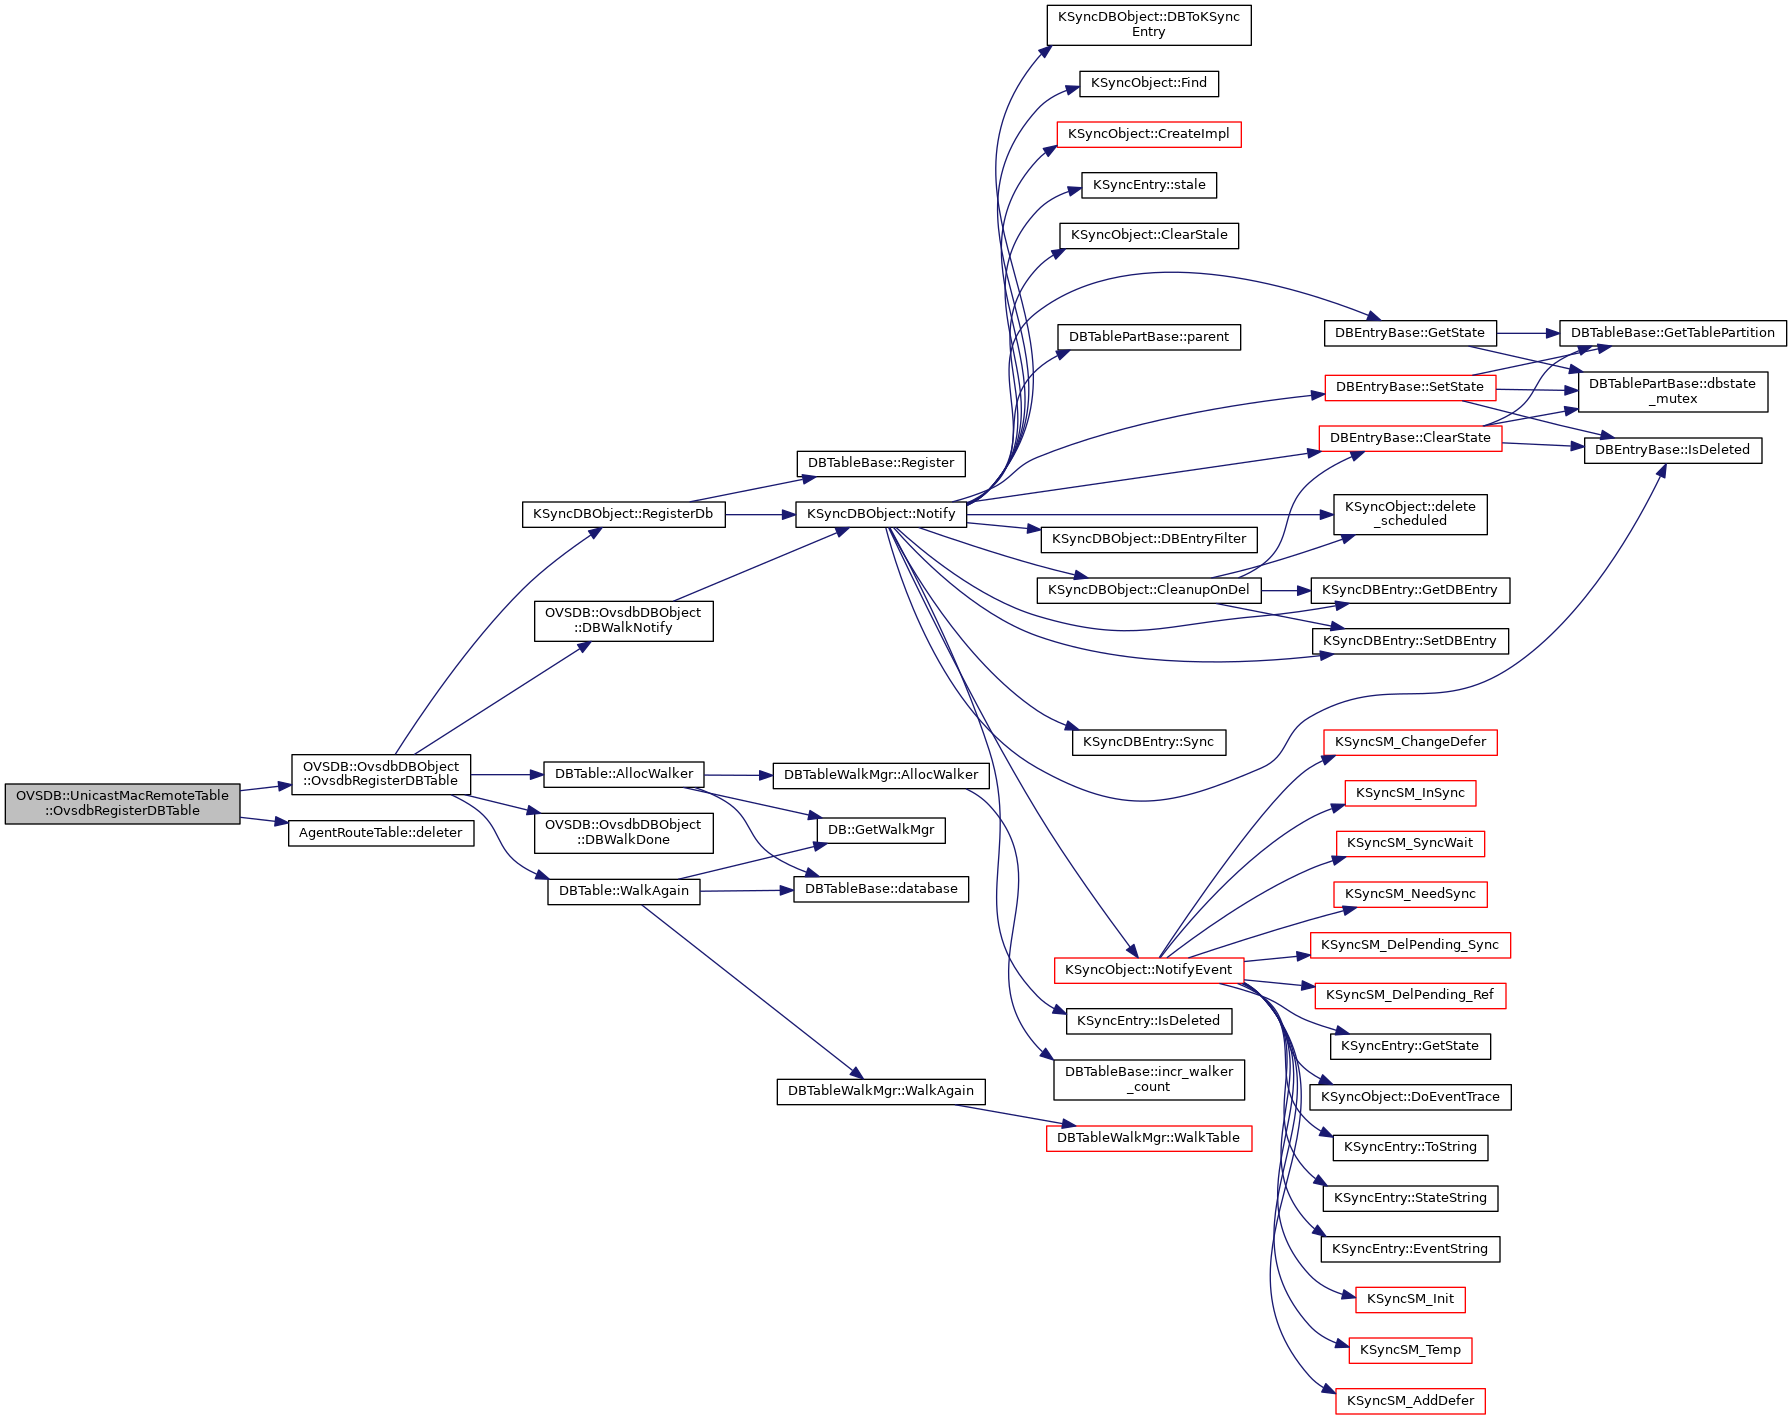 OVSDB::UnicastMacRemoteTable
::OvsdbRegisterDBTable
OVSDB::OvsdbDBObject
::OvsdbRegisterDBTable
AgentRouteTable::deleter
KSyncDBObject::RegisterDb
OVSDB::OvsdbDBObject
::DBWalkNotify
DBTable::AllocWalker
OVSDB::OvsdbDBObject
::DBWalkDone
DBTable::WalkAgain
DBTableBase::Register
KSyncDBObject::Notify
DBTableWalkMgr::AllocWalker
DB::GetWalkMgr
DBTableBase::database
DBTableWalkMgr::WalkAgain
KSyncDBObject::DBToKSync
Entry
KSyncObject::Find
KSyncObject::CreateImpl
KSyncEntry::stale
KSyncObject::ClearStale
DBTablePartBase::parent
KSyncDBObject::DBEntryFilter
KSyncDBObject::CleanupOnDel
KSyncDBEntry::Sync
KSyncObject::NotifyEvent
KSyncEntry::IsDeleted
DBTableBase::incr_walker
_count
DBTableWalkMgr::WalkTable
DBEntryBase::GetState
DBEntryBase::SetState
DBEntryBase::ClearState
KSyncObject::delete
_scheduled
KSyncDBEntry::GetDBEntry
KSyncDBEntry::SetDBEntry
KSyncSM_ChangeDefer
KSyncSM_InSync
KSyncSM_SyncWait
KSyncSM_NeedSync
KSyncSM_DelPending_Sync
KSyncSM_DelPending_Ref
KSyncEntry::GetState
KSyncObject::DoEventTrace
KSyncEntry::ToString
KSyncEntry::StateString
KSyncEntry::EventString
KSyncSM_Init
KSyncSM_Temp
KSyncSM_AddDefer
DBTableBase::GetTablePartition
DBTablePartBase::dbstate
_mutex
DBEntryBase::IsDeleted